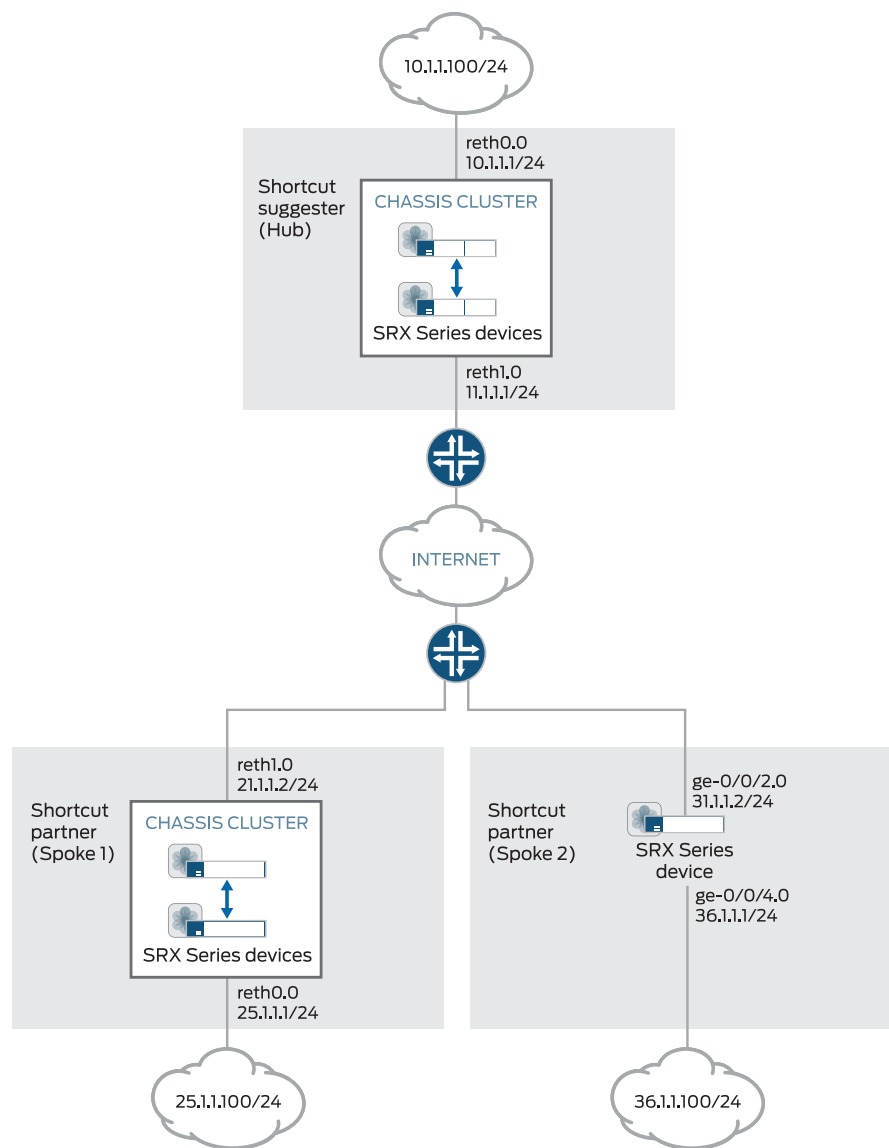 10.1.1.100/24
reth0.0
10.1.1.1/24
Shortcut
suggester
(Hub)
CHASSIS CLUSTER
SRX Series devices
reth1.0
11.1.1.1/24
INTERNET
reth1.0
21.1.1.2/24
Shortcut
partner
(Spoke 1)
CHASSIS CLUSTER
SRX Series devices
reth0.0
25.1.1.1/24
25.1.1.100/24
ge-0/0/2.0
31.1.1.2/24
Shortcut
partner
(Spoke 2)
SRX Series
device
ge-0/0/4.0
36.1.1.1/24
36.1.1.100/24